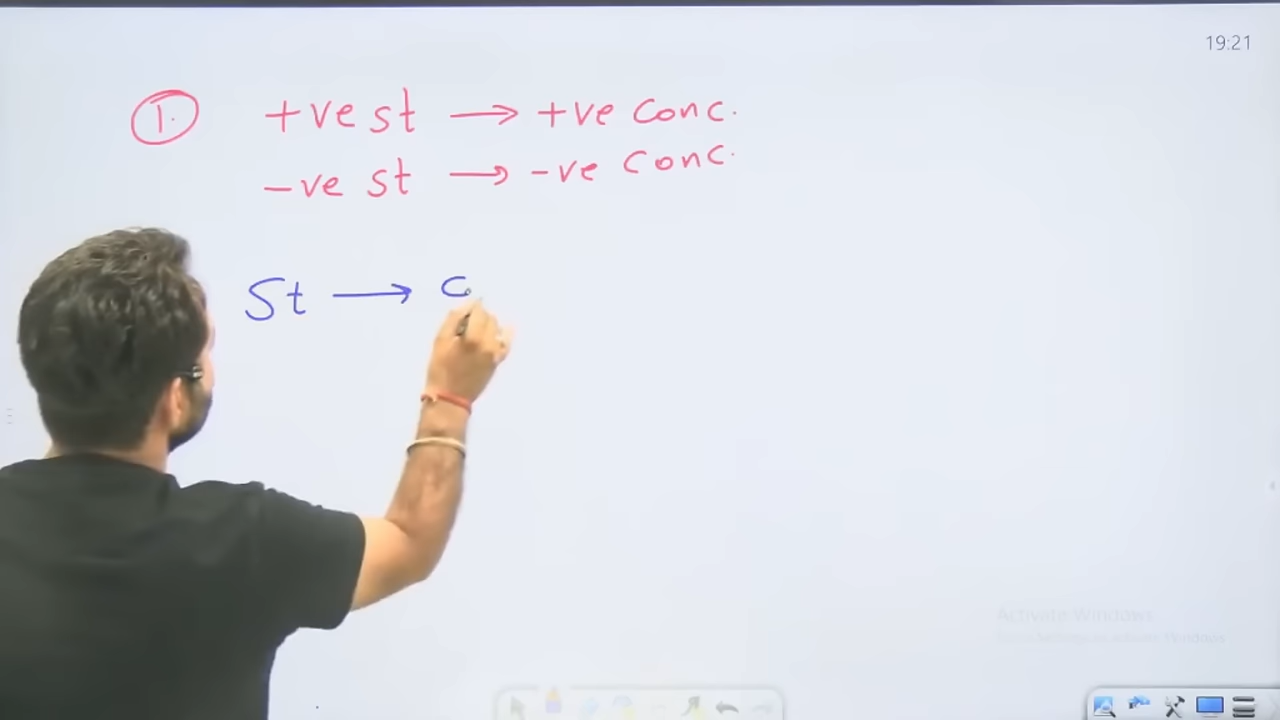 19:21
1. +ve st → +ve conc.
-ve st → -ve conc.
St → c
Activate Windows